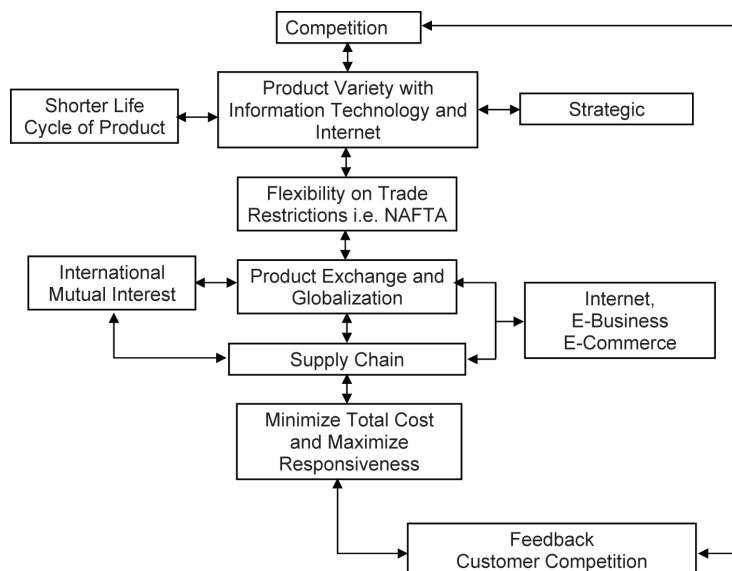 Competition
Product Variety with
Information Technology and
Internet
Shorter Life
Cycle of Product
Strategic
Flexibility on Trade
Restrictions i.e. NAFTA
International
Mutual Interest
Product Exchange and
Globalization
Internet,
E-Business
E-Commerce
Supply Chain
Minimize Total Cost
and Maximize
Responsiveness
Feedback
Customer Competition